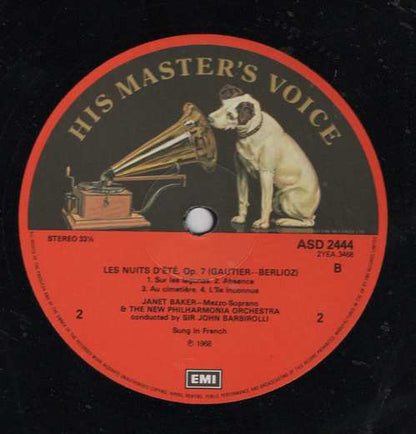 HIS MASTER'S VOICE
STEREO 33⅓
ASD 2444
2YEA.3468
B
LES NUITS D'ÉTÉ, Op. 7 (GAUTIER—BERLIOZ)
1. Sur les lagunes 2. Absence
3. Au cimetière 4. L'île Inconnue
JANET BAKER—Mezzo-Soprano
& THE NEW PHILHARMONIA ORCHESTRA
conducted by SIR JOHN BARBIROLLI
2
2
Sung in French
℗ 1968
EMI